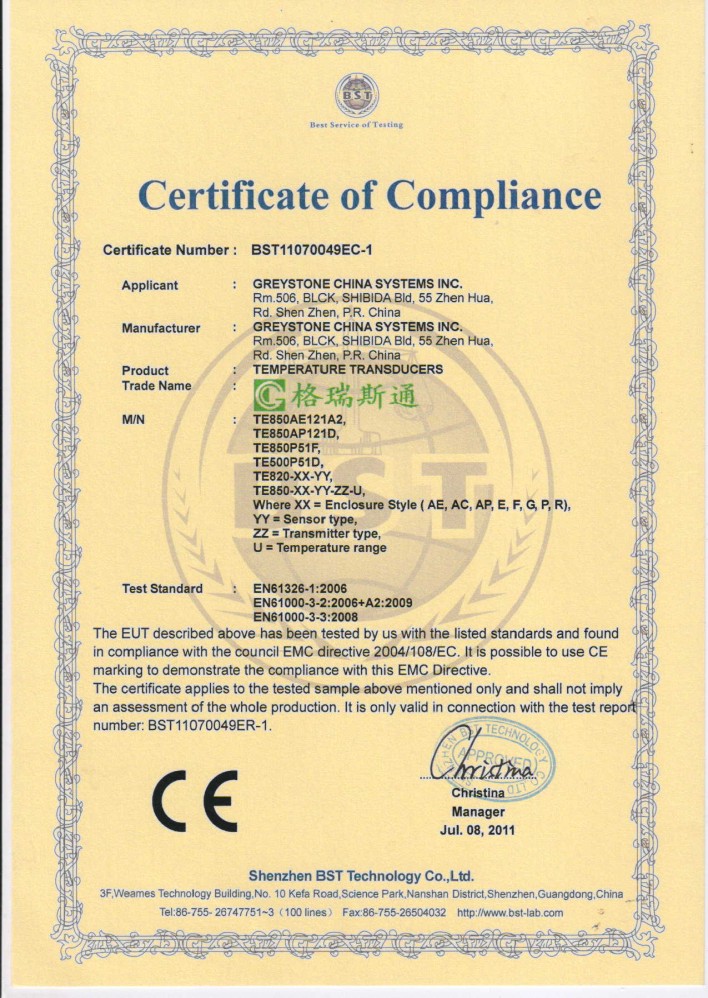 BST
Best Service of Testing
Certificate of Compliance
Certificate Number : BST11070049EC-1
Applicant : GREYSTONE CHINA SYSTEMS INC.
Rm.506, BLCK, SHIBIDA Bld, 55 Zhen Hua,
Rd. Shen Zhen, P.R. China
Manufacturer : GREYSTONE CHINA SYSTEMS INC.
Rm.506, BLCK, SHIBIDA Bld, 55 Zhen Hua,
Rd. Shen Zhen, P.R. China
Product : TEMPERATURE TRANSDUCERS
Trade Name : 格瑞斯通
M/N : TE850AE121A2,
TE850AP121D,
TE850P51F,
TE500P51D,
TE820-XX-YY,
TE850-XX-YY-ZZ-U,
Where XX = Enclosure Style ( AE, AC, AP, E, F, G, P, R),
YY = Sensor type,
ZZ = Transmitter type,
U = Temperature range
BST
Test Standard : EN61326-1:2006
EN61000-3-2:2006+A2:2009
EN61000-3-3:2008
The EUT described above has been tested by us with the listed standards and found
in compliance with the council EMC directive 2004/108/EC. It is possible to use CE
marking to demonstrate the compliance with this EMC Directive.
The certificate applies to the tested sample above mentioned only and shall not imply
an assessment of the whole production. It is only valid in connection with the test report
number: BST11070049ER-1.
BST TECHNOLOGY CO.,LTD
APPROVED
Christina
CE
Christina
Manager
Jul. 08, 2011
Shenzhen BST Technology Co.,Ltd.
3F,Weames Technology Building,No. 10 Kefa Road,Science Park,Nanshan District,Shenzhen,Guangdong,China
Tel:86-755- 26747751~3（100 lines） Fax:86-755-26504032 http://www.bst-lab.com